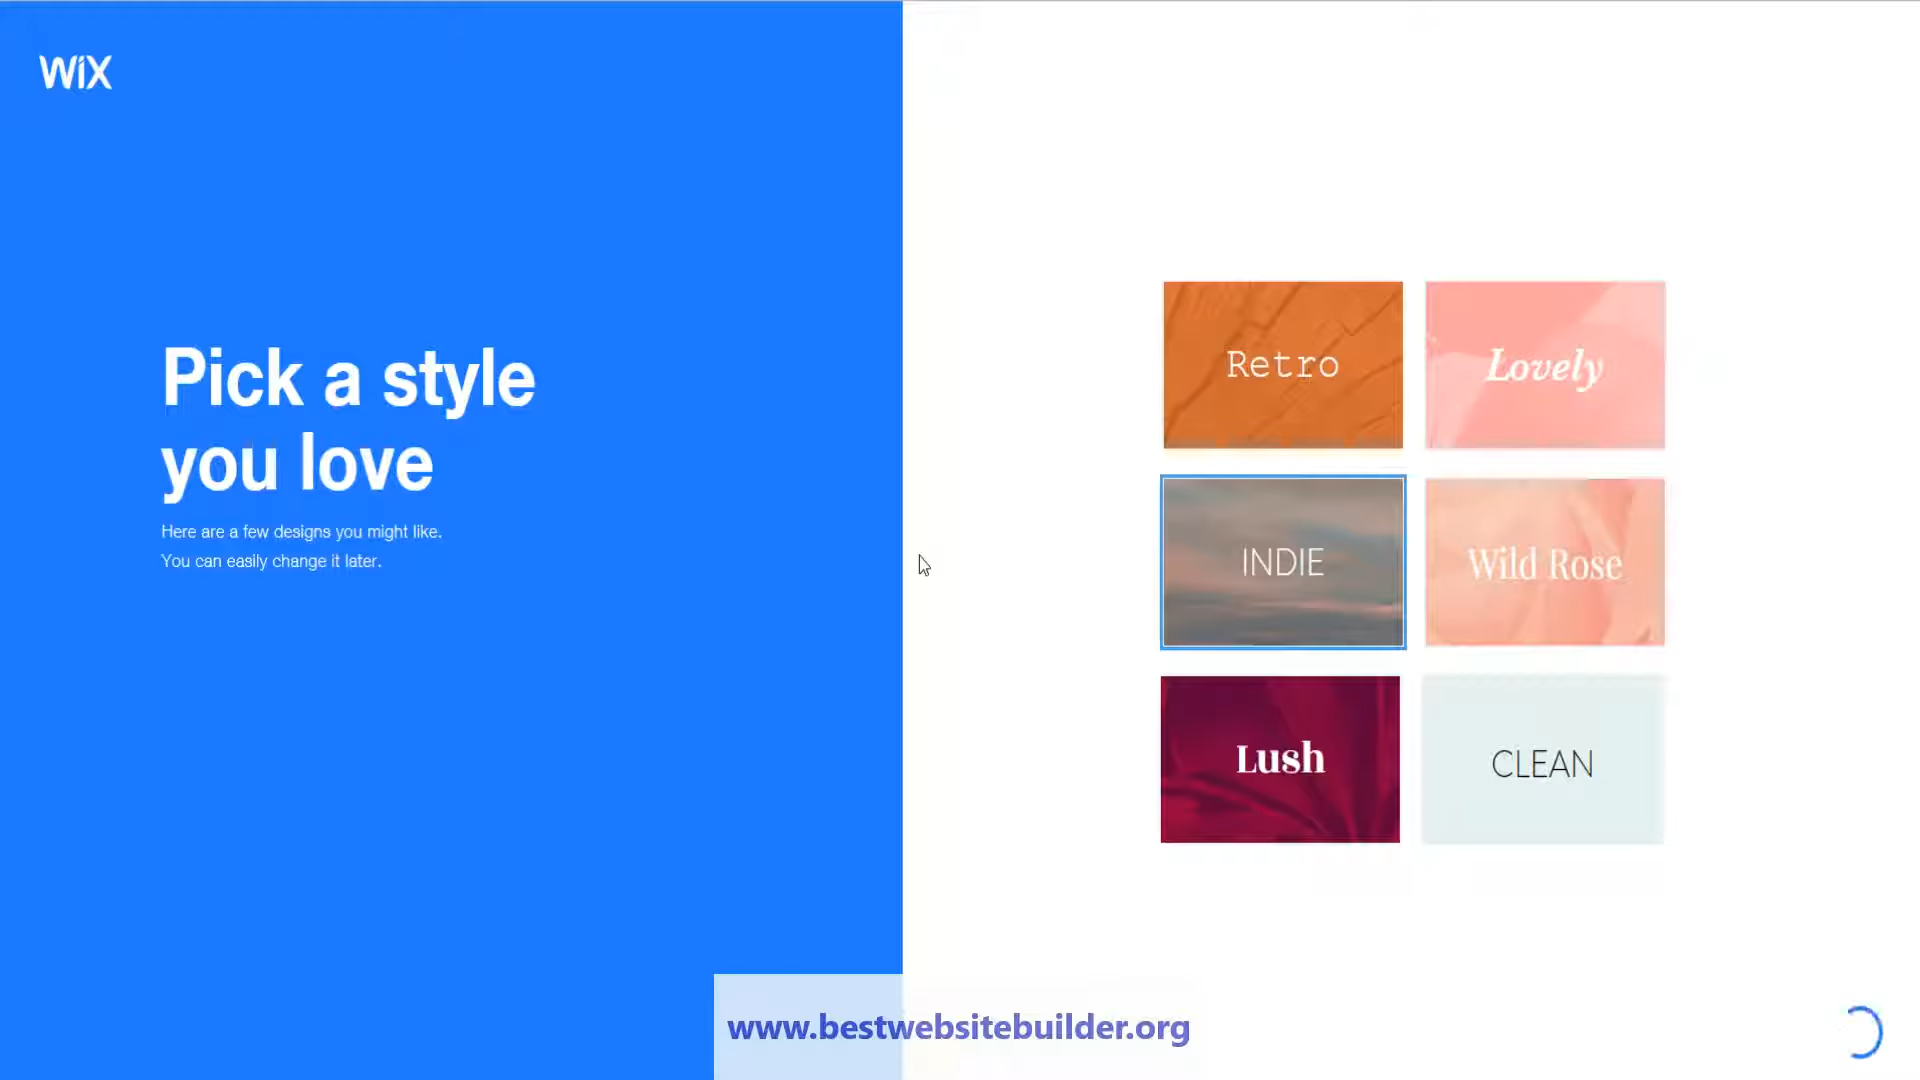 WiX
Pick a style
you love
Here are a few designs you might like.
You can easily change it later.
Retro
Lovely
INDIE
Wild Rose
Lush
CLEAN
www.bestwebsitebuilder.org